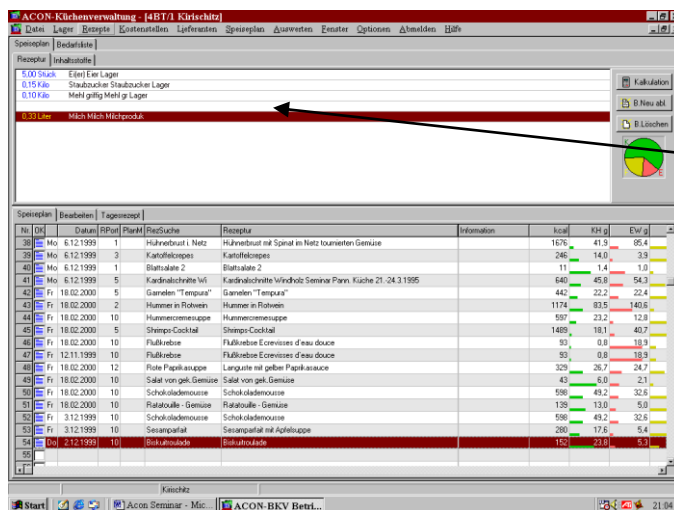 ACON-Küchenverwaltung - [4BT/1 Kirischitz]
Datei Lager Rezepte Kostenstellen Lieferanten Speiseplan Auswerten Fenster Optionen Abmelden Hilfe
Speiseplan Bedarfsliste
Rezeptur Inhaltsstoffe
5,00 Stück Ei(er) Eier Lager
0,15 Kilo Staubzucker Staubzucker Lager
0,10 Kilo Mehl griffig Mehl gr Lager
0,33 Liter Milch Milch Milchproduk
Kalkulation
B.Neu abl
B.Löschen
K
E
Speiseplan Bearbeiten Tagesrezept
Nr. OK Datum RPort PlanM RezSuche Rezeptur Information kcal KH g EW g
38 Mo 6.12.1999 1 Hühnerbrust i. Netz Hühnerbrust mit Spinat im Netz tournierten Gemüse 1676 41,9 85,4
39 Mo 6.12.1999 3 Kartoffelcrepes Kartoffelcrepes 246 14,0 3,9
40 Mo 6.12.1999 1 Blattsalate 2 Blattsalate 2 11 1,4 1,0
41 Mo 6.12.1999 5 Kardinalschnitte Wi Kardinalschnitte Windholz Seminar Pann. Küche 21.-24.3.1995 640 45,8 54,3
42 Fr 18.02.2000 5 Garnelen "Tempura" Garnelen "Tempura" 442 22,2 22,4
43 Fr 18.02.2000 2 Hummer in Rotwein Hummer in Rotwein 1174 83,5 140,6
44 Fr 18.02.2000 10 Hummercremesuppe Hummercremesuppe 597 23,2 12,8
45 Fr 18.02.2000 5 Shrimps-Cocktail Shrimps-Cocktail 1489 18,1 40,7
46 Fr 18.02.2000 10 Flußkrebse Flußkrebse Ecrevisses d'eau douce 93 0,8 18,9
47 Fr 12.11.1999 10 Flußkrebse Flußkrebse Ecrevisses d'eau douce 93 0,8 18,9
48 Fr 18.02.2000 12 Rote Paprikasuppe Languste mit gelber Paprikasauce 329 26,7 24,7
49 Fr 18.02.2000 10 Salat von gek.Gemüse Salat von gek.Gemüse 43 6,0 2,1
50 Fr 18.02.2000 10 Schokolademousse Schokolademousse 598 49,2 32,6
51 Fr 18.02.2000 10 Ratatouille - Gemüse Ratatouille - Gemüse 139 13,0 5,0
52 Fr 3.12.1999 10 Schokolademousse Schokolademousse 598 49,2 32,6
53 Fr 3.12.1999 10 Sesamparfait Sesamparfait mit Apfelsuppe 280 17,6 5,4
54 Do 2.12.1999 10 Biskuitroulade Biskuitroulade 152 23,8 5,3
55
Kirischitz
Start Acon Seminar - Mic... ACON-BKV Betri... 21:04